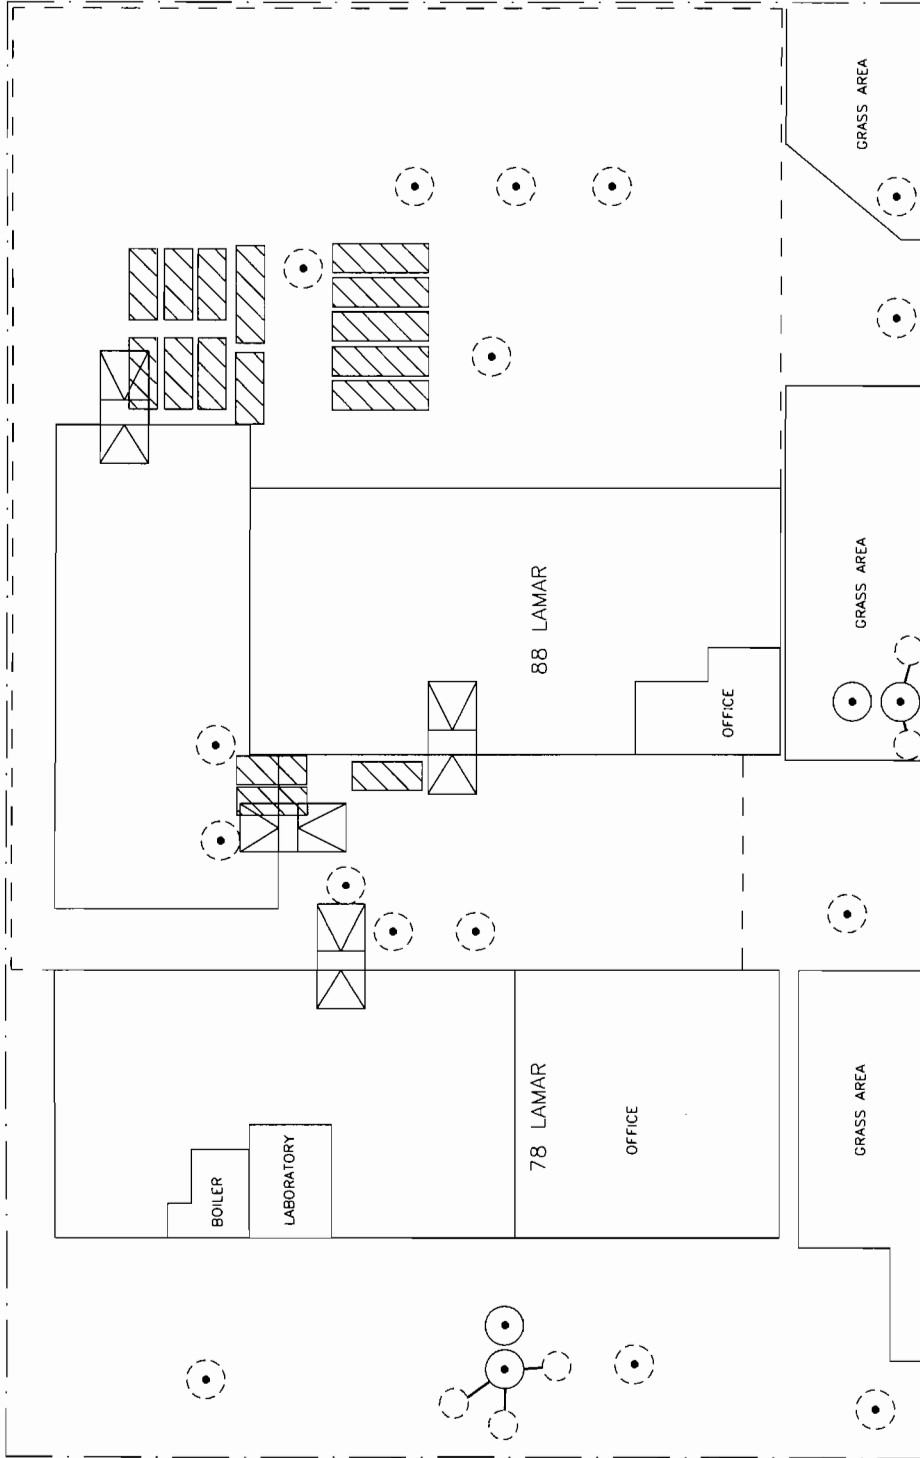 GRASS AREA
GRASS AREA
88 LAMAR
OFFICE
GRASS AREA
78 LAMAR
OFFICE
LABORATORY
BOILER